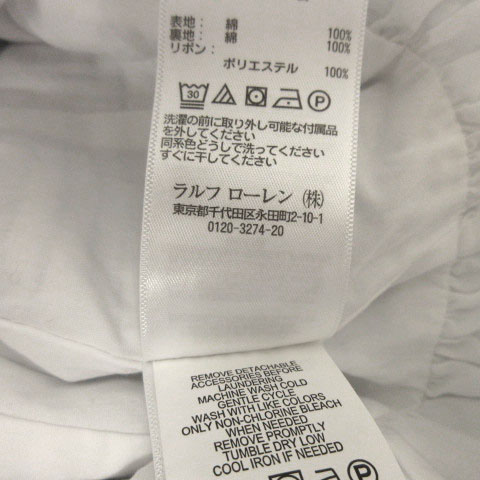 表地： 綿 100%
裏地： 綿 100%
リボン：
ポリエステル 100%
30 P
洗濯の前に取り外し可能な付属品
を外してください
同系色どうしで洗ってください
すぐに干してください
ラルフ ローレン (株)
東京都千代田区永田町2-10-1
0120-3274-20
REMOVE DETACHABLE
ACCESSORIES BEFORE
LAUNDERING
MACHINE WASH COLD
GENTLE CYCLE
WASH WITH LIKE COLORS
ONLY NON-CHLORINE BLEACH
WHEN NEEDED
REMOVE PROMPTLY
TUMBLE DRY LOW
COOL IRON IF NEEDED
P